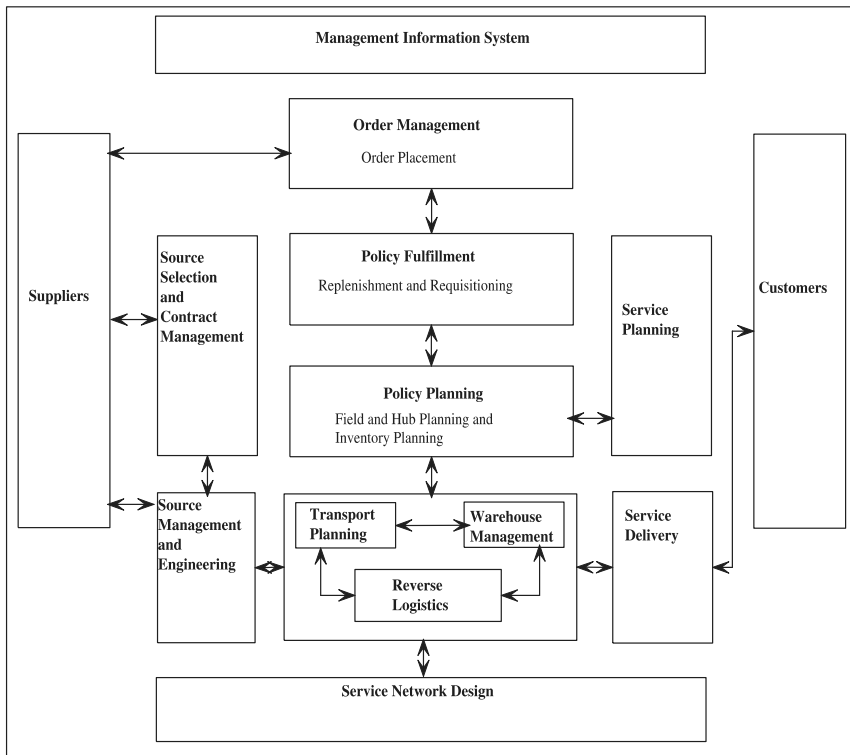 Management Information System
Order Management
Order Placement
Policy Fulfillment
Replenishment and Requisitioning
Policy Planning
Field and Hub Planning and
Inventory Planning
Suppliers
Source
Selection
and
Contract
Management
Source
Management
and
Engineering
Transport
Planning
Warehouse
Management
Reverse
Logistics
Service
Planning
Service
Delivery
Customers
Service Network Design